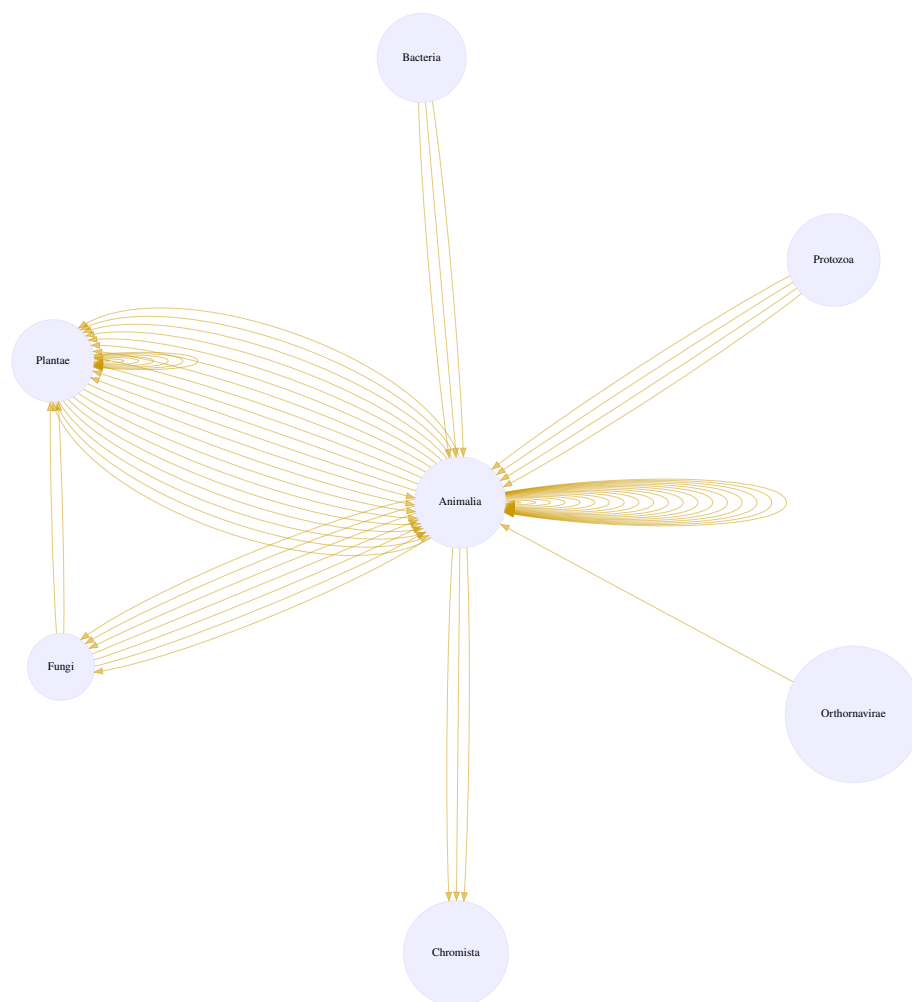 Bacteria
Protozoa
Plantae
Animalia
Fungi
Orthornavirae
Chromista